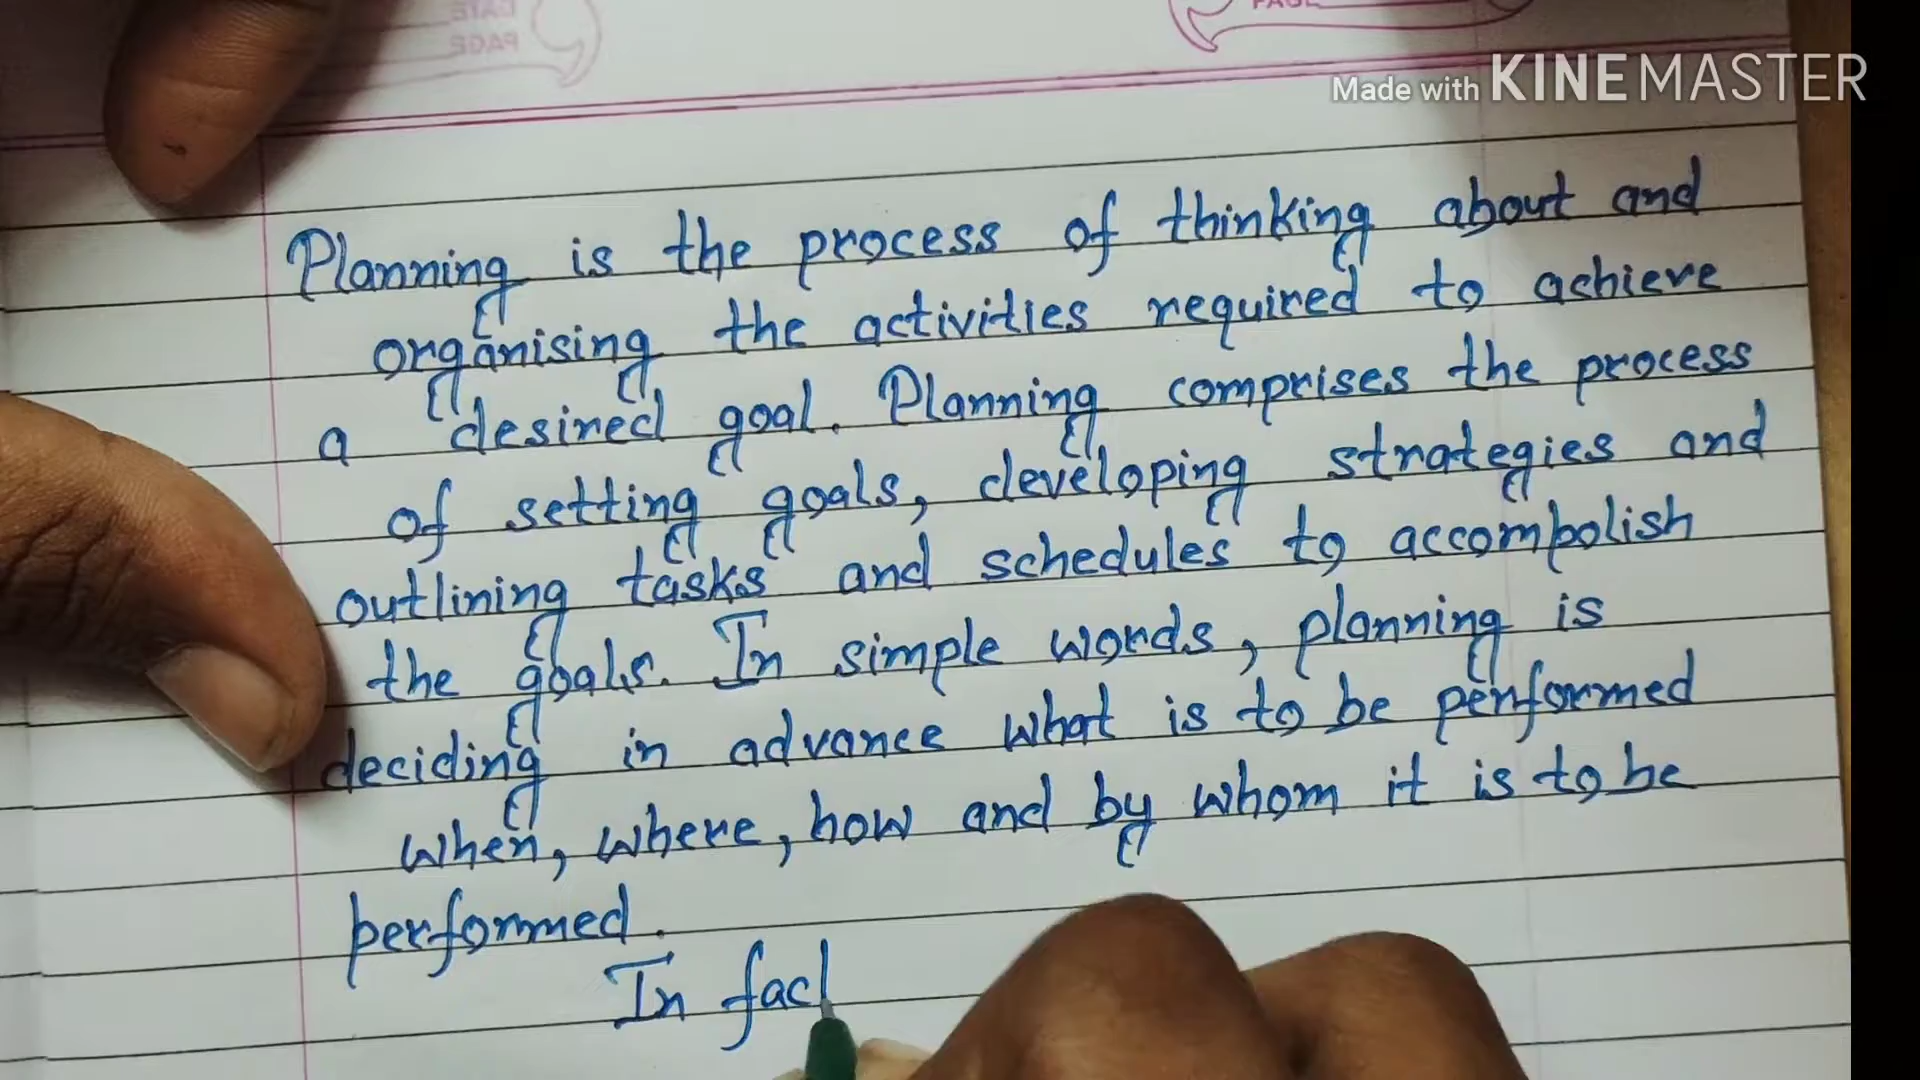 DATE
PAGE
PAGE
Made with KINEMASTER
Planning is the process of thinking about and
organising the activities required to achieve
a desired goal. Planning comprises the process
of setting goals, developing strategies and
outlining tasks and schedules to accompolish
the goals. In simple words, planning is
deciding in advance what is to be performed
when, where, how and by whom it is to be
performed.
In fac